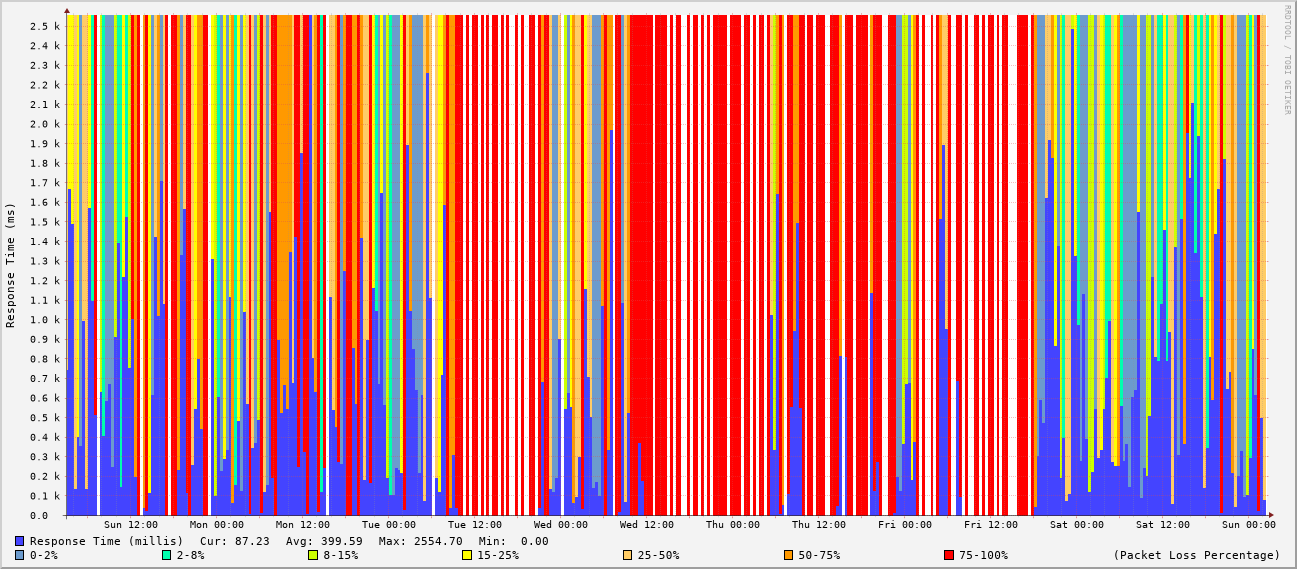 RRDTOOL / TOBI OETIKER
Response Time (ms)
2.5 k
2.4 k
2.3 k
2.2 k
2.1 k
2.0 k
1.9 k
1.8 k
1.7 k
1.6 k
1.5 k
1.4 k
1.3 k
1.2 k
1.1 k
1.0 k
0.9 k
0.8 k
0.7 k
0.6 k
0.5 k
0.4 k
0.3 k
0.2 k
0.1 k
0.0
Sun 12:00 Mon 00:00 Mon 12:00 Tue 00:00 Tue 12:00 Wed 00:00 Wed 12:00 Thu 00:00 Thu 12:00 Fri 00:00 Fri 12:00 Sat 00:00 Sat 12:00 Sun 00:00
Response Time (millis) Cur: 87.23 Avg: 399.59 Max: 2554.70 Min: 0.00
0-2% 2-8% 8-15% 15-25% 25-50% 50-75% 75-100% (Packet Loss Percentage)